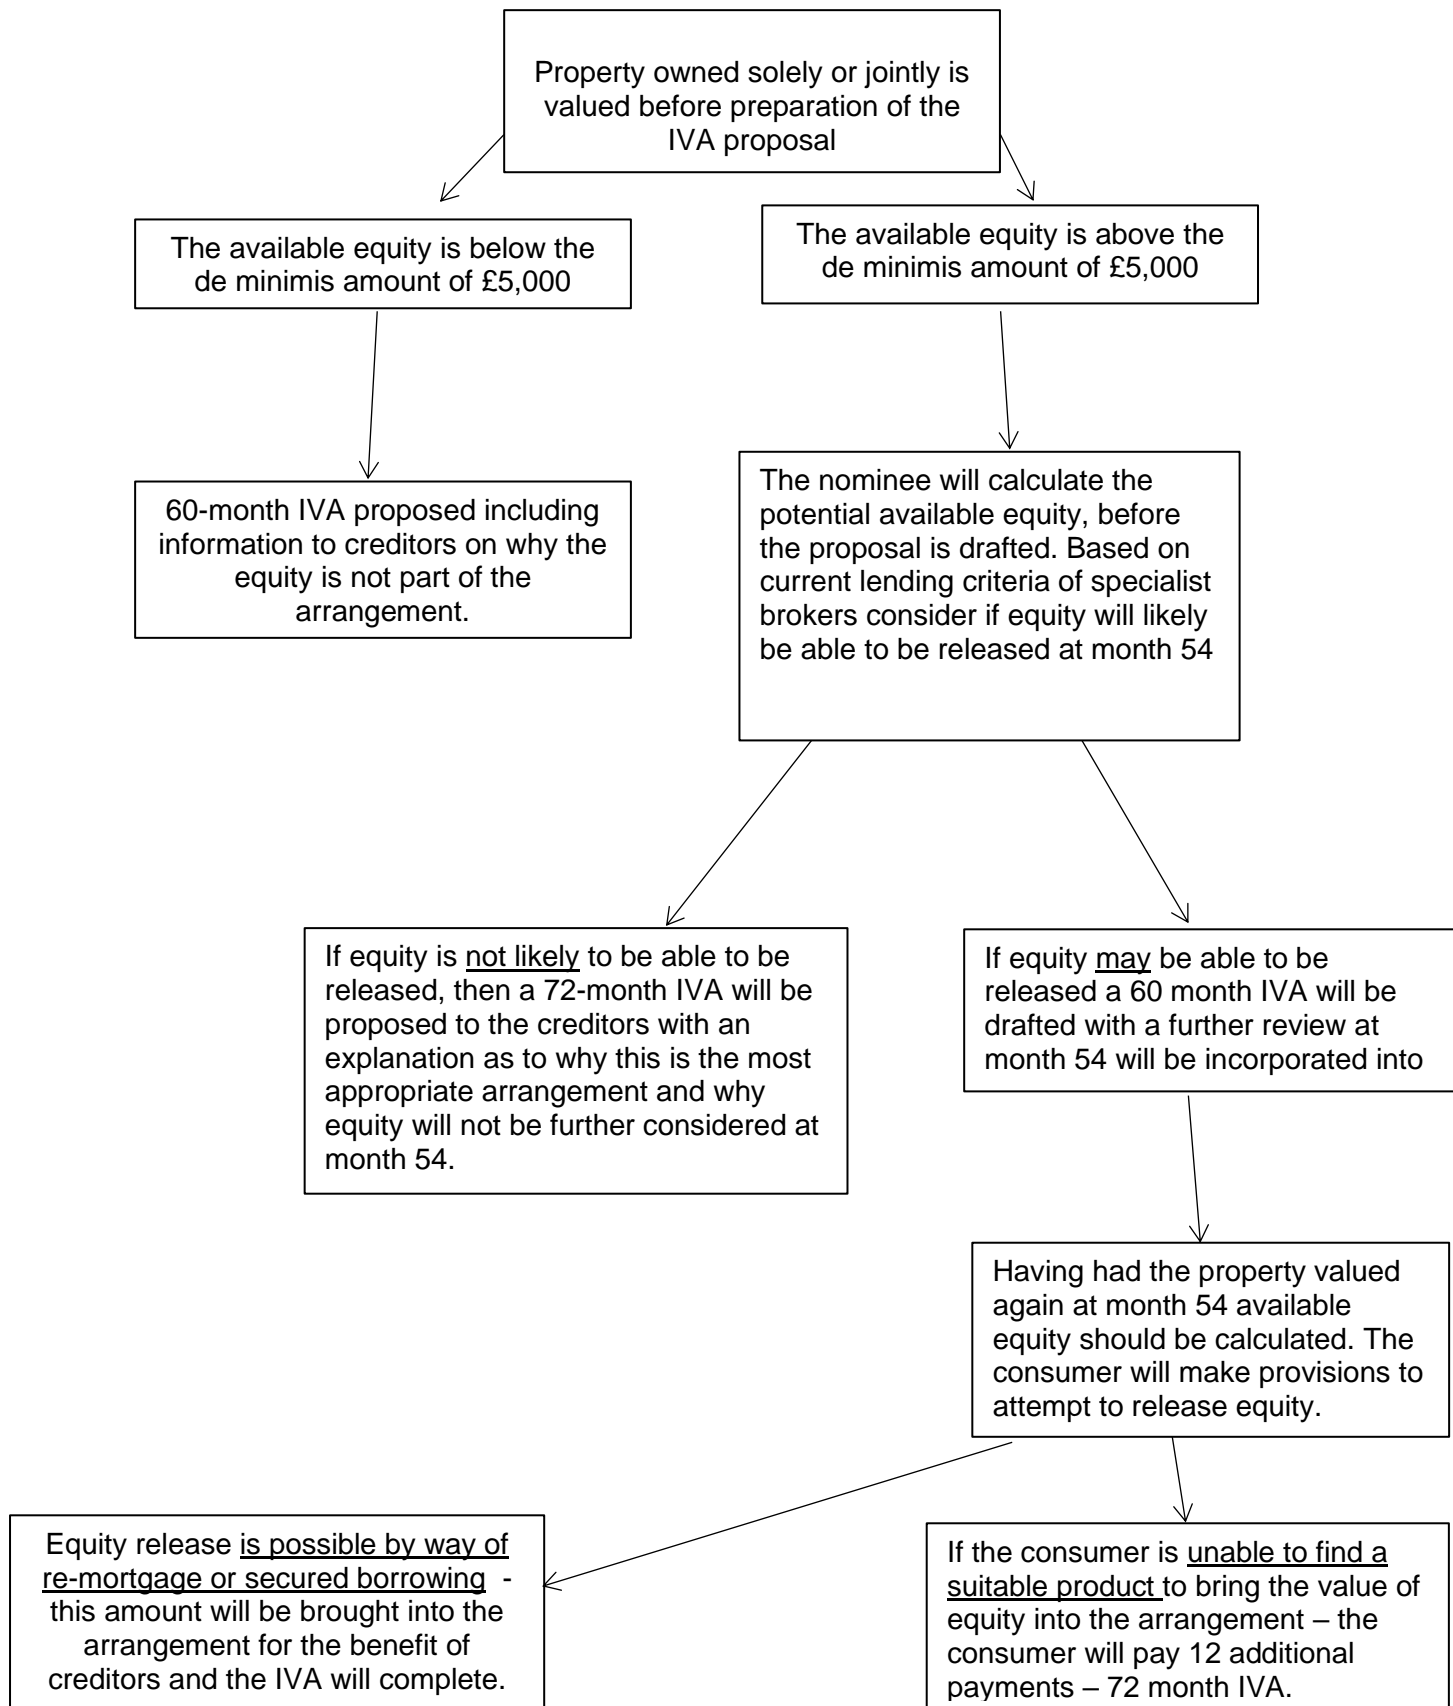 Property owned solely or jointly is
valued before preparation of the
IVA proposal
The available equity is below the
de minimis amount of £5,000
The available equity is above the
de minimis amount of £5,000
60-month IVA proposed including
information to creditors on why the
equity is not part of the
arrangement.
The nominee will calculate the
potential available equity, before
the proposal is drafted. Based on
current lending criteria of specialist
brokers consider if equity will likely
be able to be released at month 54
If equity is not likely to be able to be
released, then a 72-month IVA will be
proposed to the creditors with an
explanation as to why this is the most
appropriate arrangement and why
equity will not be further considered at
month 54.
If equity may be able to be
released a 60 month IVA will be
drafted with a further review at
month 54 will be incorporated into
Having had the property valued
again at month 54 available
equity should be calculated. The
consumer will make provisions to
attempt to release equity.
Equity release is possible by way of
re-mortgage or secured borrowing -
this amount will be brought into the
arrangement for the benefit of
creditors and the IVA will complete.
If the consumer is unable to find a
suitable product to bring the value of
equity into the arrangement – the
consumer will pay 12 additional
payments – 72 month IVA.